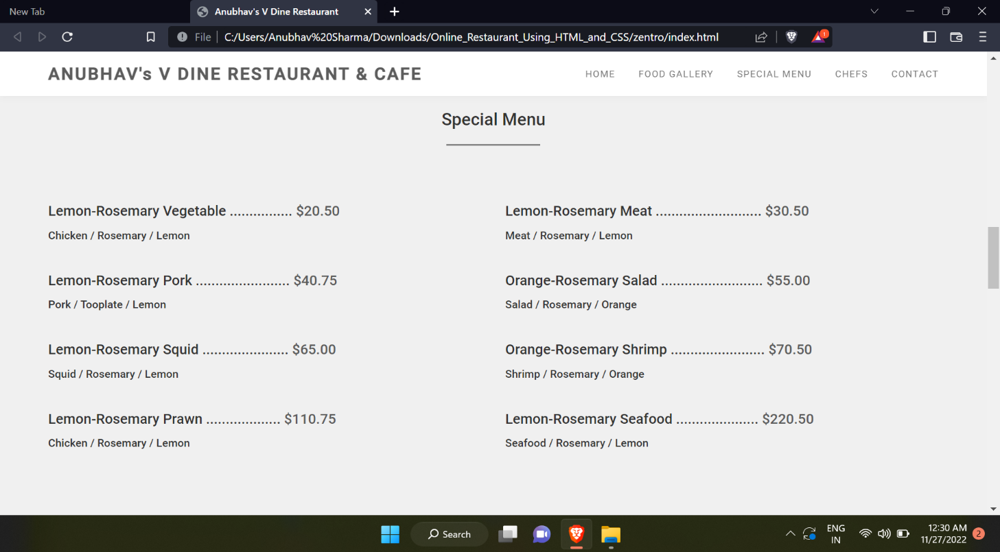 New Tab
Anubhav's V Dine Restaurant
File
C:/Users/Anubhav%20Sharma/Downloads/Online_Restaurant_Using_HTML_and_CSS/zentro/index.html
1
ANUBHAV's V DINE RESTAURANT & CAFE
HOME FOOD GALLERY SPECIAL MENU CHEFS CONTACT
Special Menu
Lemon-Rosemary Vegetable ................ $20.50
Chicken / Rosemary / Lemon
Lemon-Rosemary Pork ........................ $40.75
Pork / Tooplate / Lemon
Lemon-Rosemary Squid ...................... $65.00
Squid / Rosemary / Lemon
Lemon-Rosemary Prawn ................... $110.75
Chicken / Rosemary / Lemon
Lemon-Rosemary Meat ........................... $30.50
Meat / Rosemary / Lemon
Orange-Rosemary Salad .......................... $55.00
Salad / Rosemary / Orange
Orange-Rosemary Shrimp ........................ $70.50
Shrimp / Rosemary / Orange
Lemon-Rosemary Seafood ..................... $220.50
Seafood / Rosemary / Lemon
Search
ENG
IN
12:30 AM
11/27/2022
2